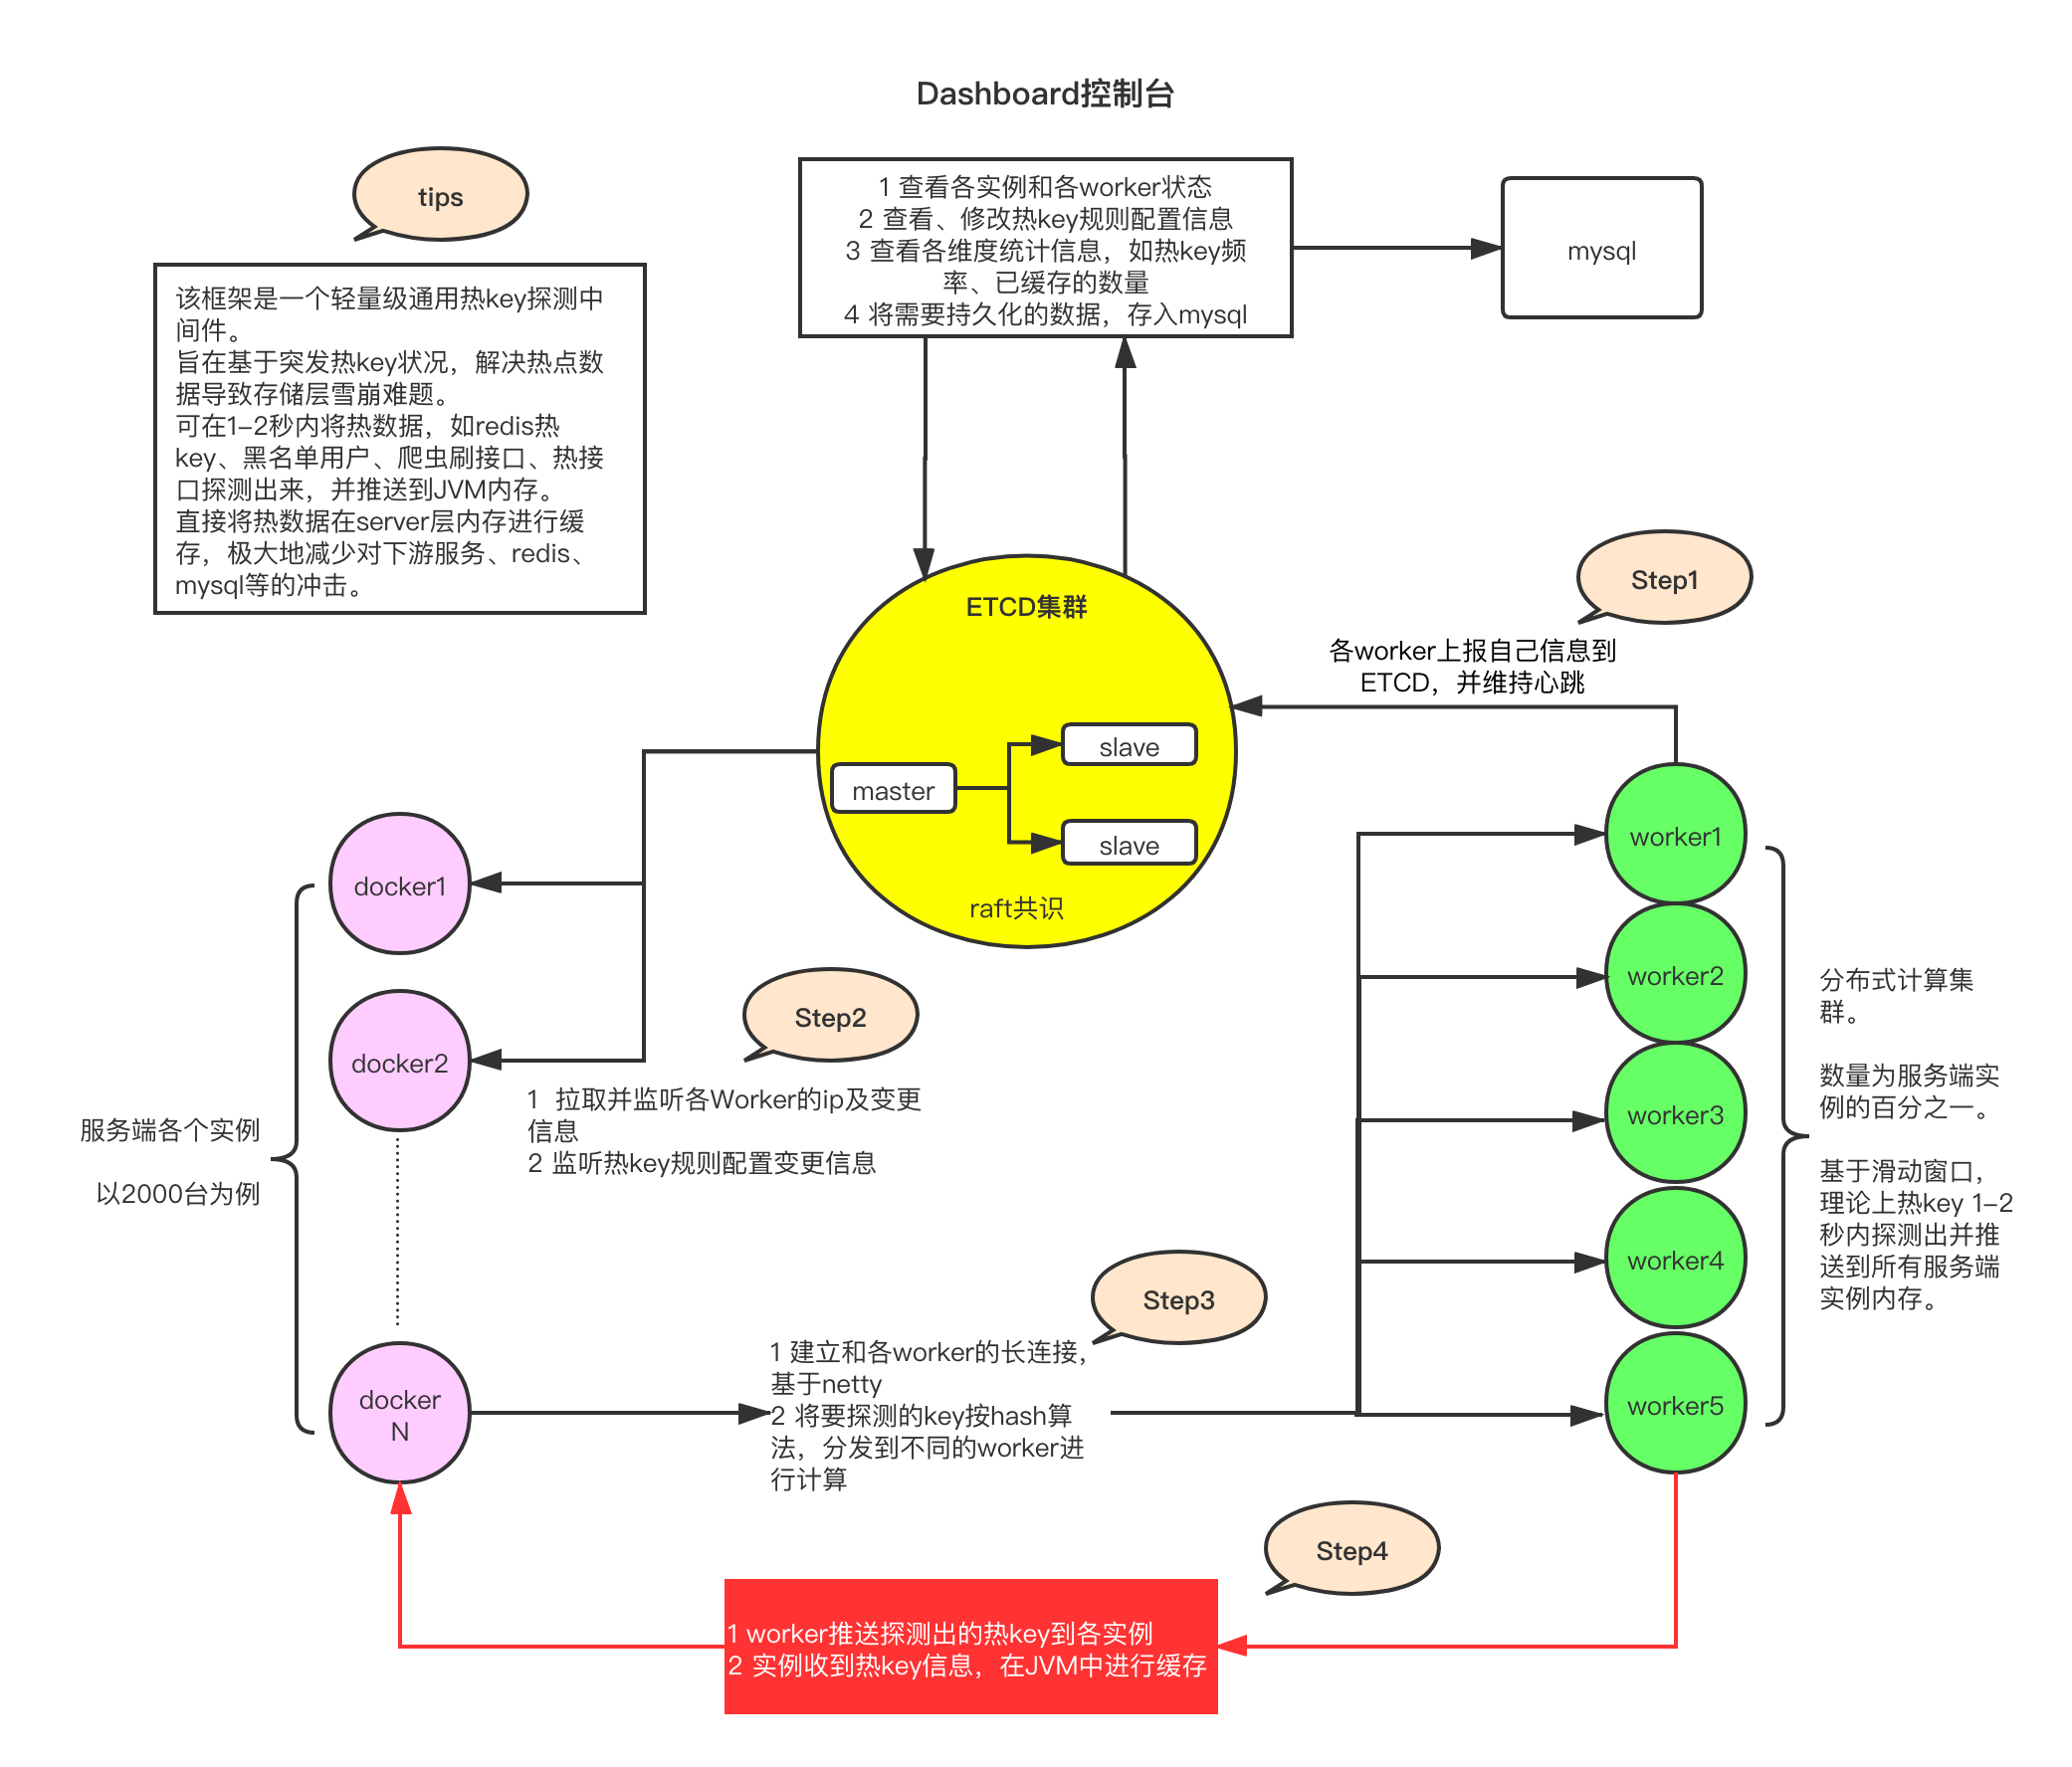 Dashboard控制台
tips
1 查看各实例和各worker状态
2 查看、修改热key规则配置信息
3 查看各维度统计信息，如热key频
率、已缓存的数量
4 将需要持久化的数据，存入mysql
mysql
该框架是一个轻量级通用热key探测中
间件。
旨在基于突发热key状况，解决热点数
据导致存储层雪崩难题。
可在1-2秒内将热数据，如redis热
key、黑名单用户、爬虫刷接口、热接
口探测出来，并推送到JVM内存。
直接将热数据在server层内存进行缓
存，极大地减少对下游服务、redis、
mysql等的冲击。
ETCD集群
master
slave
slave
raft共识
Step1
各worker上报自己信息到
ETCD，并维持心跳
docker1
docker2
docker
N
服务端各个实例
以2000台为例
Step2
1 拉取并监听各Worker的ip及变更
信息
2 监听热key规则配置变更信息
worker1
worker2
worker3
worker4
worker5
分布式计算集
群。
数量为服务端实
例的百分之一。
基于滑动窗口，
理论上热key 1-2
秒内探测出并推
送到所有服务端
实例内存。
Step3
1 建立和各worker的长连接，
基于netty
2 将要探测的key按hash算
法，分发到不同的worker进
行计算
Step4
1 worker推送探测出的热key到各实例
2 实例收到热key信息，在JVM中进行缓存